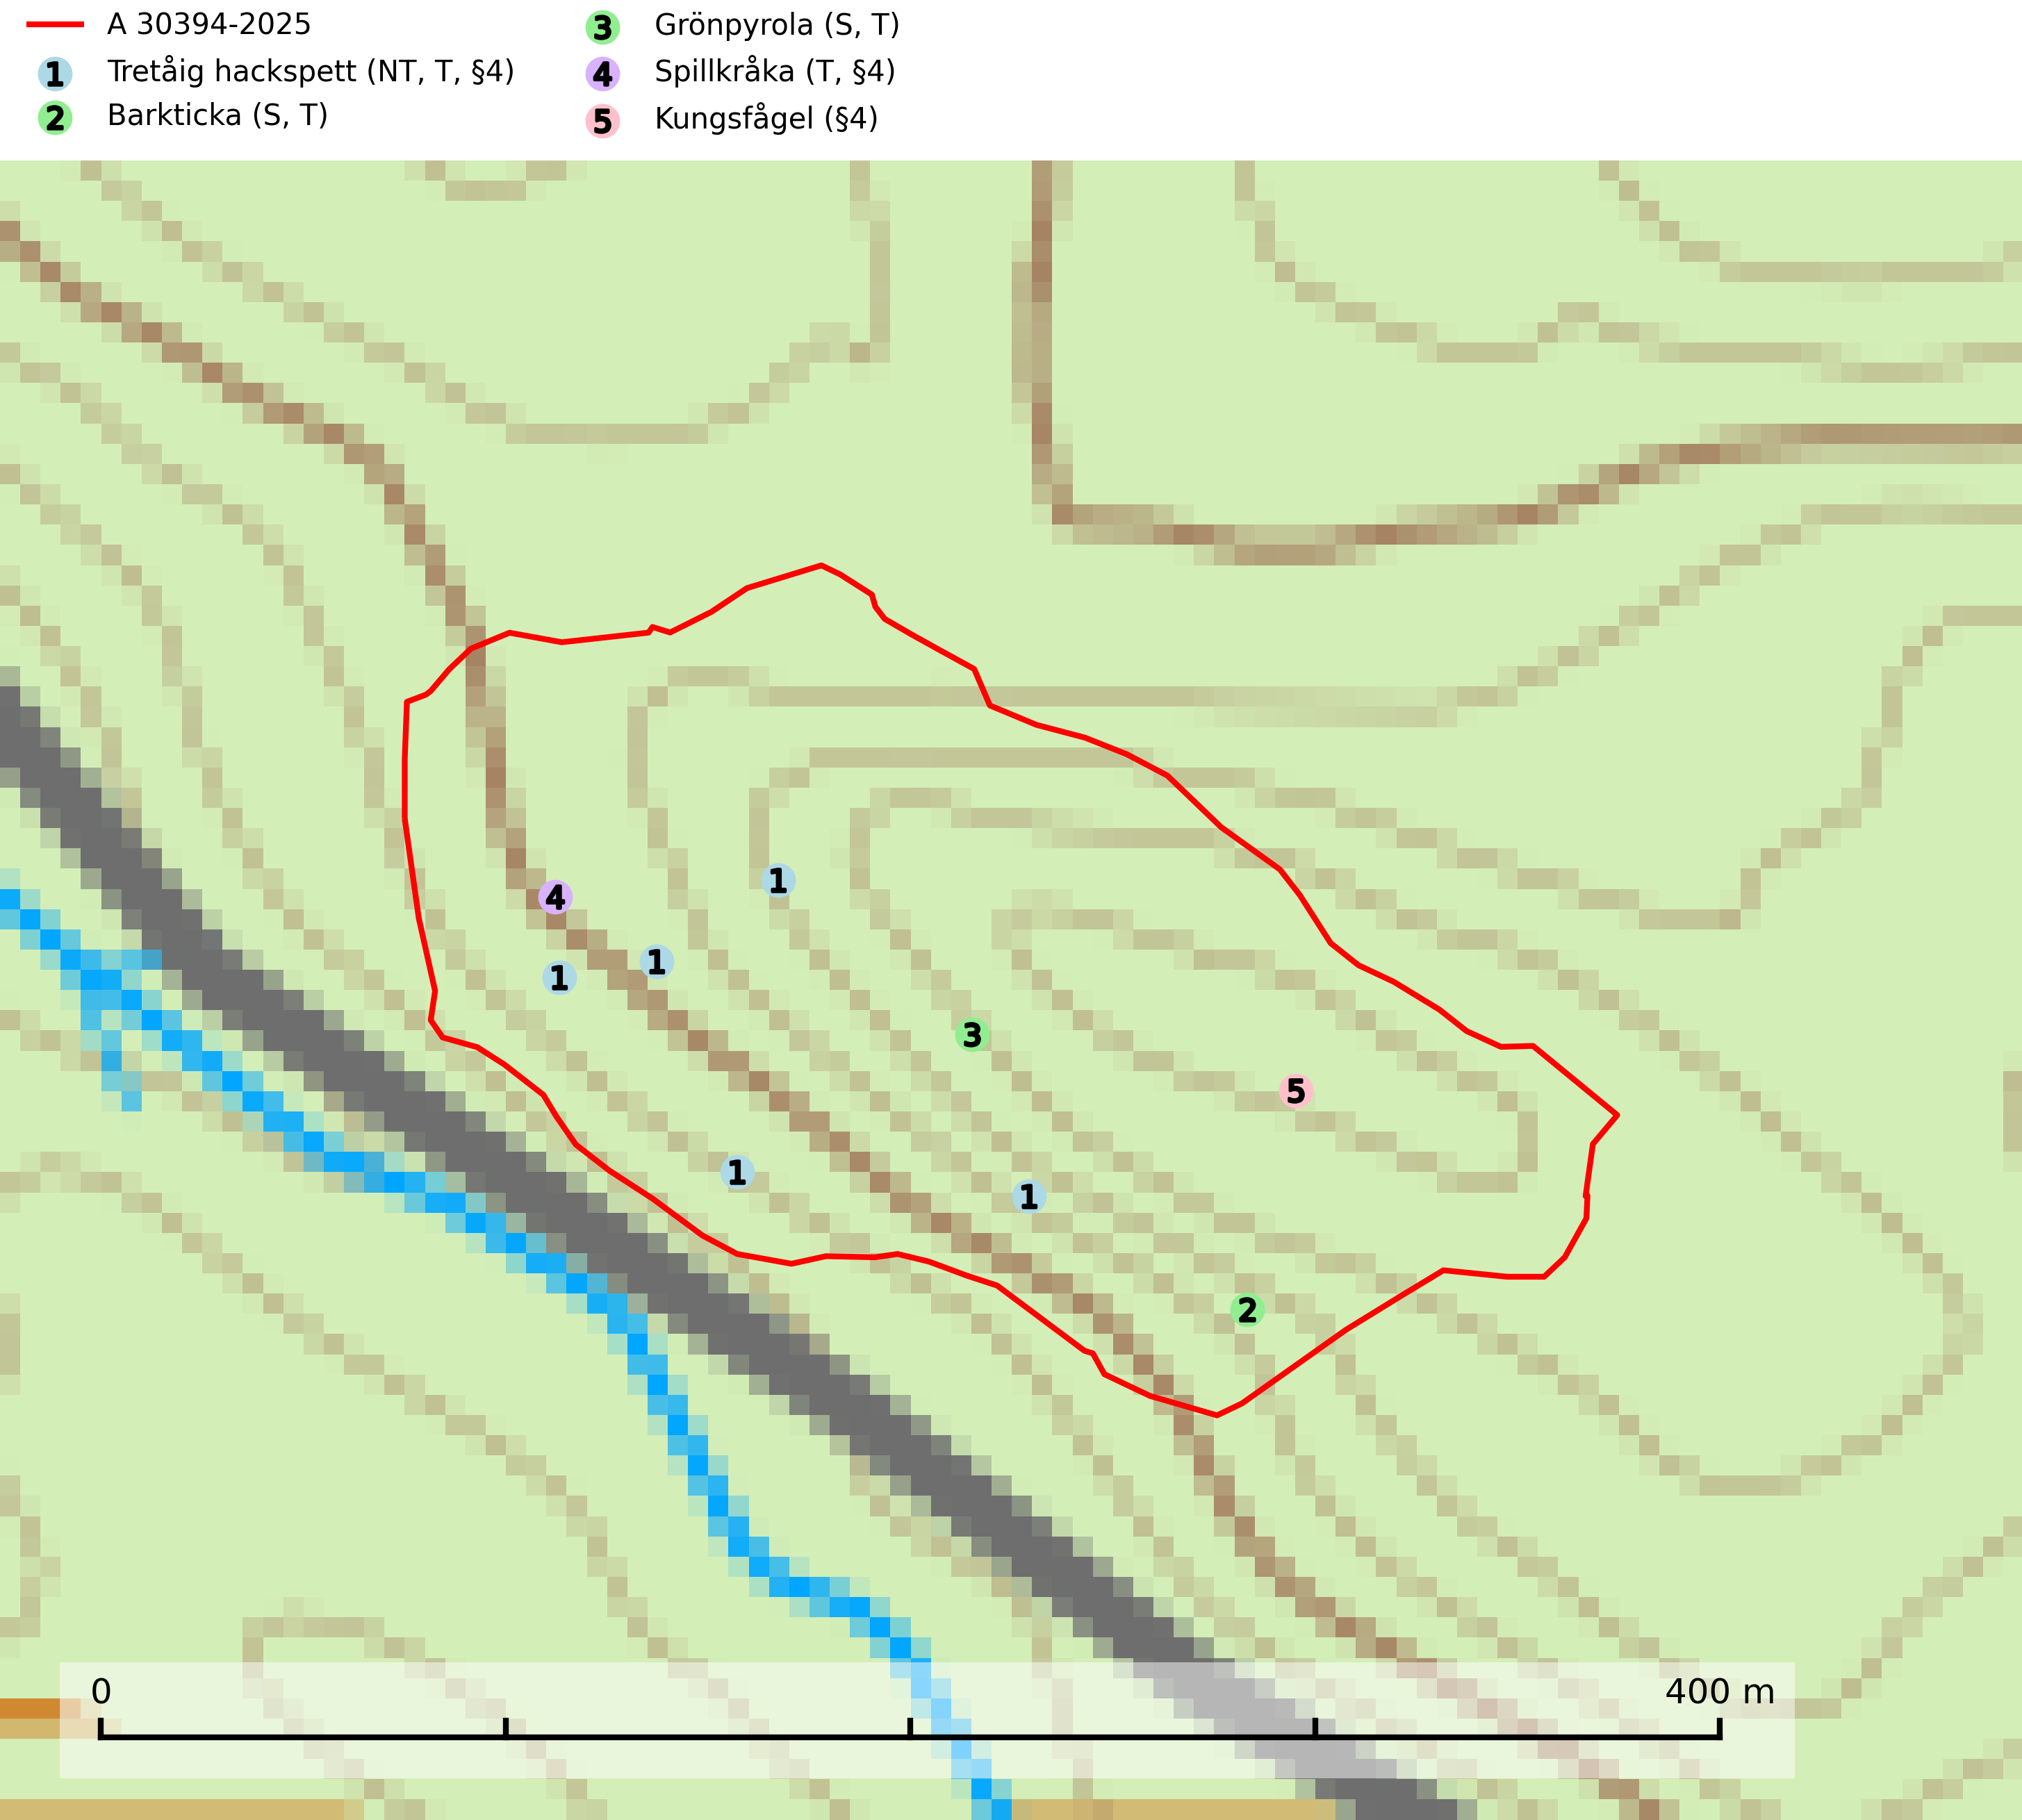 A 30394-2025
1 Tretåig hackspett (NT, T, §4)
2 Barkticka (S, T)
3 Grönpyrola (S, T)
4 Spillkråka (T, §4)
5 Kungsfågel (§4)
1
4
1
1
3
5
1
1
2
0 400 m